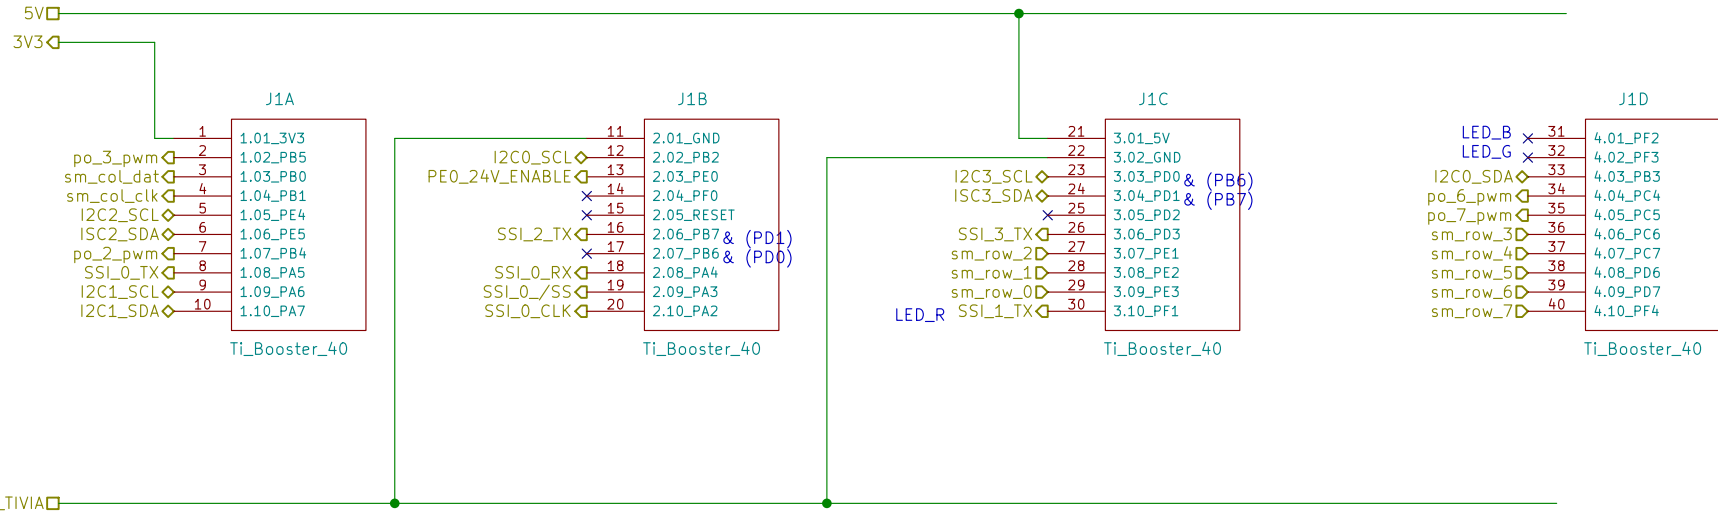 5V
3V3
J1A
1 1.01_3V3
po_3_pwm 2 1.02_PB5
sm_col_dat 3 1.03_PB0
sm_col_clk 4 1.04_PB1
I2C2_SCL 5 1.05_PE4
ISC2_SDA 6 1.06_PE5
po_2_pwm 7 1.07_PB4
SSI_0_TX 8 1.08_PA5
I2C1_SCL 9 1.09_PA6
I2C1_SDA 10 1.10_PA7
Ti_Booster_40
J1B
11 2.01_GND
I2C0_SCL 12 2.02_PB2
PE0_24V_ENABLE 13 2.03_PE0
14 2.04_PF0
15 2.05_RESET
SSI_2_TX 16 2.06_PB7 & (PD1)
17 2.07_PB6 & (PD0)
SSI_0_RX 18 2.08_PA4
SSI_0_/SS 19 2.09_PA3
SSI_0_CLK 20 2.10_PA2
Ti_Booster_40
J1C
21 3.01_5V
22 3.02_GND
I2C3_SCL 23 3.03_PD0 & (PB6)
ISC3_SDA 24 3.04_PD1 & (PB7)
25 3.05_PD2
SSI_3_TX 26 3.06_PD3
sm_row_2 27 3.07_PE1
sm_row_1 28 3.08_PE2
sm_row_0 29 3.09_PE3
LED_R SSI_1_TX 30 3.10_PF1
Ti_Booster_40
J1D
LED_B 31 4.01_PF2
LED_G 32 4.02_PF3
I2C0_SDA 33 4.03_PB3
po_6_pwm 34 4.04_PC4
po_7_pwm 35 4.05_PC5
sm_row_3 36 4.06_PC6
sm_row_4 37 4.07_PC7
sm_row_5 38 4.08_PD6
sm_row_6 39 4.09_PD7
sm_row_7 40 4.10_PF4
Ti_Booster_40
_TIVIA